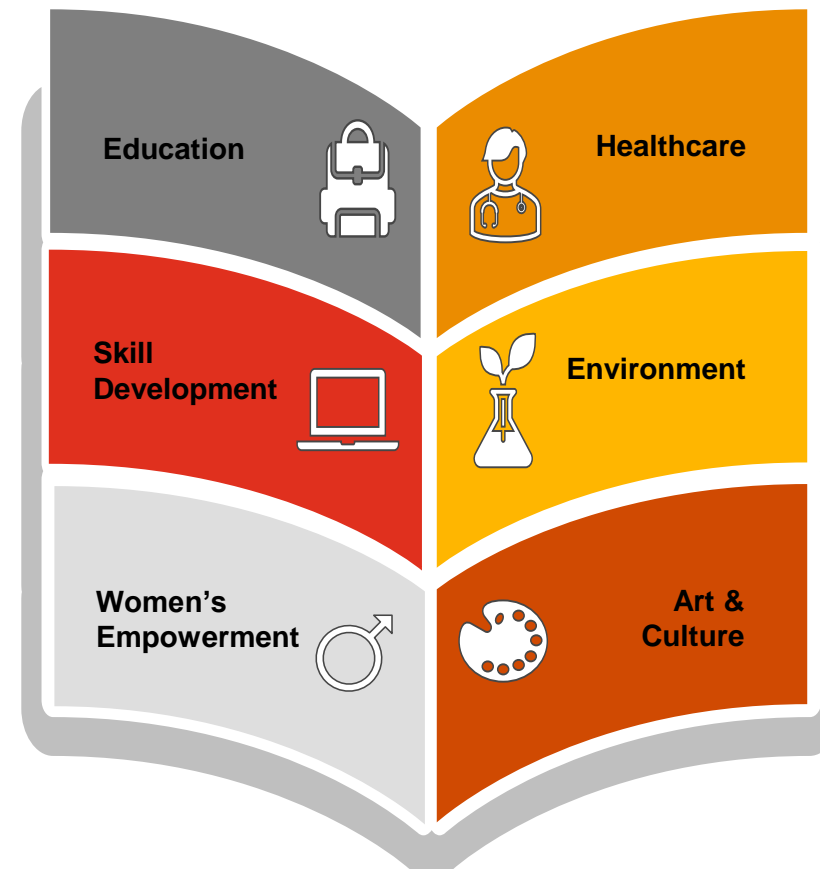 Education
Healthcare
Skill
Development
Environment
Women’s
Empowerment
Art &
Culture